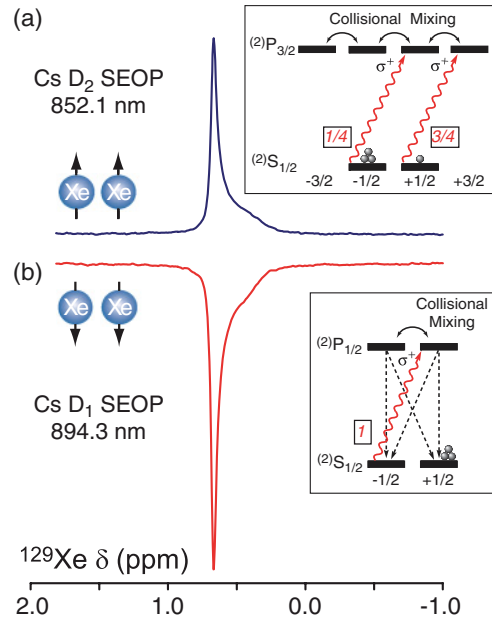 (a)
Cs D2 SEOP
852.1 nm
Xe Xe
Collisional Mixing
(2)P3/2
σ+ σ+
1/4 3/4
(2)S1/2
-3/2 -1/2 +1/2 +3/2
(b)
Xe Xe
Cs D1 SEOP
894.3 nm
Collisional
Mixing
(2)P1/2
σ+
1
(2)S1/2
-1/2 +1/2
129Xe δ (ppm)
2.0 1.0 0.0 -1.0